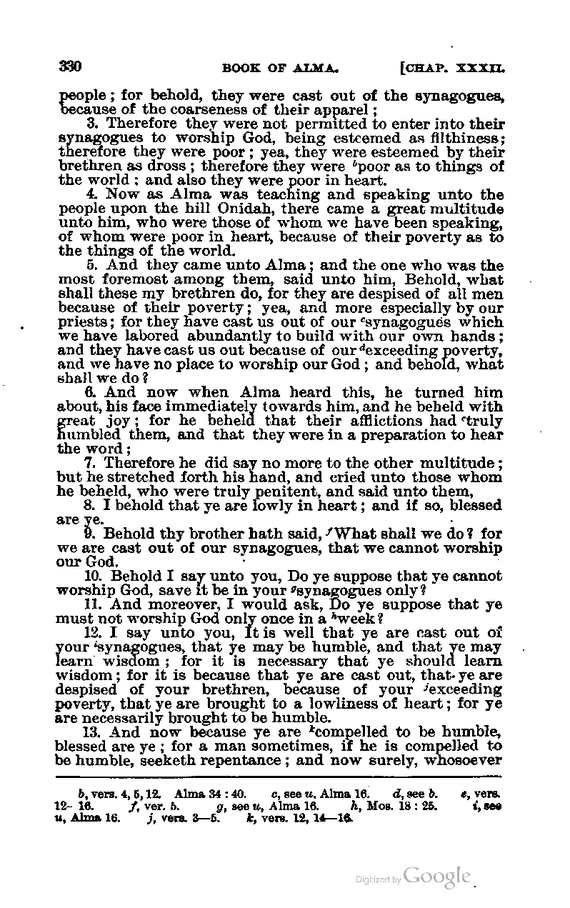 330 BOOK OF ALMA. [CHAP. XXXII.
people; for behold, they were cast out of the synagogues,
because of the coarseness of their apparel;
3. Therefore they were not permitted to enter into their
synagogues to worship God, being esteemed as filthiness;
therefore they were poor; yea, they were esteemed by their
brethren as dross; therefore they were ᵇpoor as to things of
the world; and also they were poor in heart.
4. Now as Alma was teaching and speaking unto the
people upon the hill Onidah, there came a great multitude
unto him, who were those of whom we have been speaking,
of whom were poor in heart, because of their poverty as to
the things of the world.
5. And they came unto Alma; and the one who was the
most foremost among them, said unto him, Behold, what
shall these my brethren do, for they are despised of all men
because of their poverty; yea, and more especially by our
priests; for they have cast us out of our ᶜsynagogues which
we have labored abundantly to build with our own hands;
and they have cast us out because of our ᵈexceeding poverty,
and we have no place to worship our God; and behold, what
shall we do?
6. And now when Alma heard this, he turned him
about, his face immediately towards him, and he beheld with
great joy; for he beheld that their afflictions had ᵉtruly
humbled them, and that they were in a preparation to hear
the word;
7. Therefore he did say no more to the other multitude;
but he stretched forth his hand, and cried unto those whom
he beheld, who were truly penitent, and said unto them,
8. I behold that ye are lowly in heart; and if so, blessed
are ye.
9. Behold thy brother hath said, ᶠWhat shall we do? for
we are cast out of our synagogues, that we cannot worship
our God.
10. Behold I say unto you, Do ye suppose that ye cannot
worship God, save it be in your ᵍsynagogues only?
11. And moreover, I would ask, Do ye suppose that ye
must not worship God only once in a ʰweek?
12. I say unto you, It is well that ye are cast out of
your ⁱsynagogues, that ye may be humble, and that ye may
learn wisdom; for it is necessary that ye should learn
wisdom; for it is because that ye are cast out, that ye are
despised of your brethren, because of your ʲexceeding
poverty, that ye are brought to a lowliness of heart; for ye
are necessarily brought to be humble.
13. And now because ye are ᵏcompelled to be humble,
blessed are ye; for a man sometimes, if he is compelled to
be humble, seeketh repentance; and now surely, whosoever
b, vers. 4, 5, 12. Alma 34:40. c, see u, Alma 16. d, see b. e, vers.
12-16. f, ver. 5. g, see u, Alma 16. h, Mos. 18:25. i, see
u, Alma 16. j, vers. 3—5. k, vers. 12, 14—16.
Digitized by Google